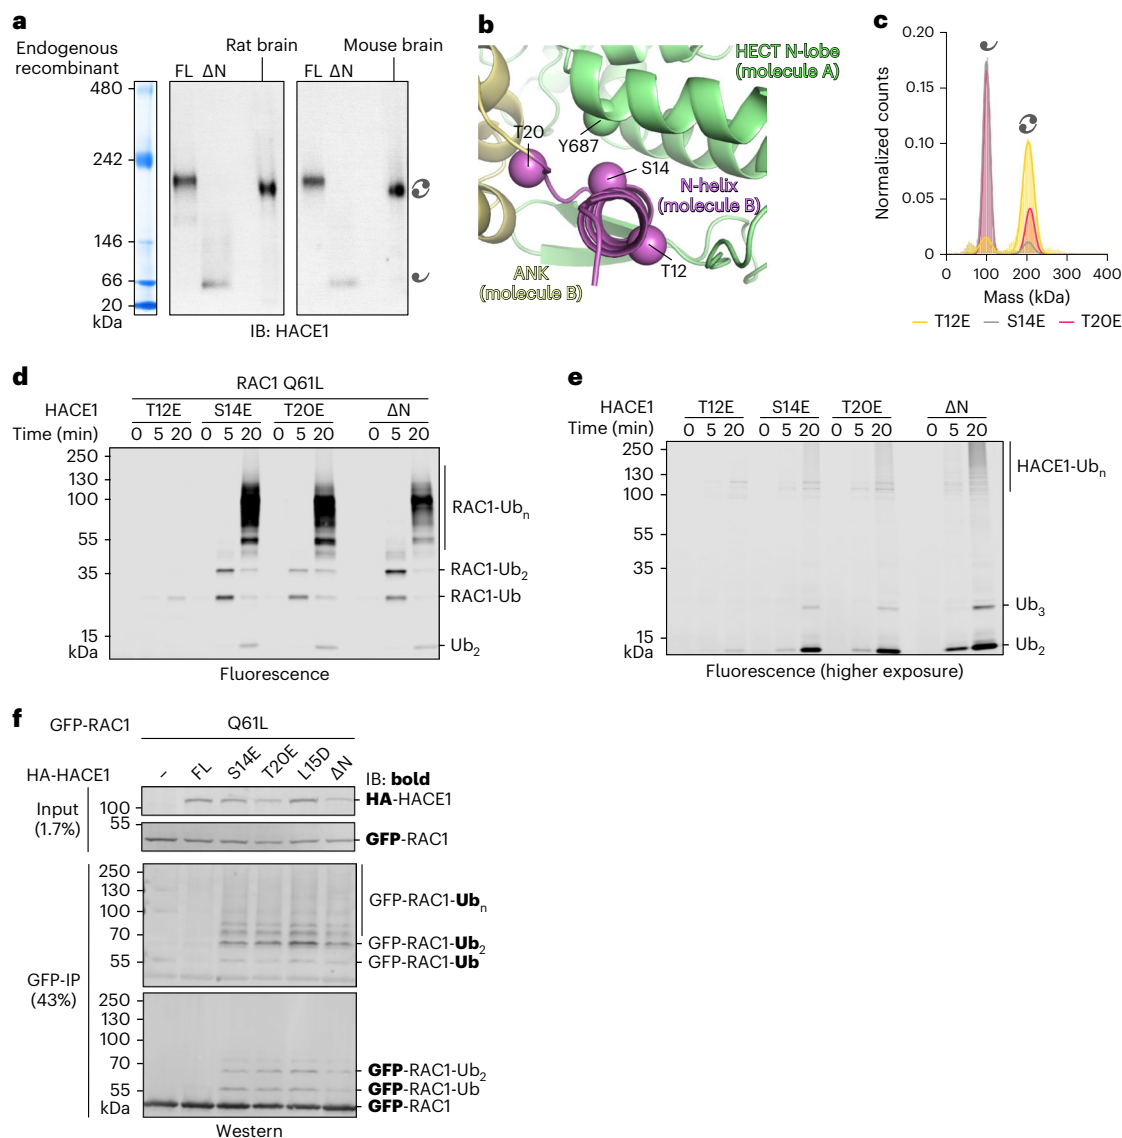 a
Endogenous
recombinant
Rat brain
Mouse brain
FL ΔN
FL ΔN
480
242
146
66
20
kDa
IB: HACE1
b
HECT N-lobe
(molecule A)
T20
Y687
S14
N-helix
(molecule B)
T12
ANK
(molecule B)
c
Normalized counts
0.20
0.15
0.10
0.05
0
0 100 200 300 400
Mass (kDa)
T12E S14E T20E
d
RAC1 Q61L
HACE1 T12E S14E T20E ΔN
Time (min) 0 5 20 0 5 20 0 5 20 0 5 20
250
130
100
55
35
15
kDa
RAC1-Ubn
RAC1-Ub2
RAC1-Ub
Ub2
Fluorescence
e
HACE1 T12E S14E T20E ΔN
Time (min) 0 5 20 0 5 20 0 5 20 0 5 20
250
130
100
55
35
15
kDa
HACE1-Ubn
Ub3
Ub2
Fluorescence (higher exposure)
f
GFP-RAC1 Q61L
HA-HACE1 – FL S14E T20E L15D ΔN
IB: bold
Input
(1.7%)
100
55
HA-HACE1
GFP-RAC1
GFP-IP
(43%)
250
130
100
70
55
GFP-RAC1-Ubn
GFP-RAC1-Ub2
GFP-RAC1-Ub
250
130
100
70
55
kDa
GFP-RAC1-Ub2
GFP-RAC1-Ub
GFP-RAC1
Western